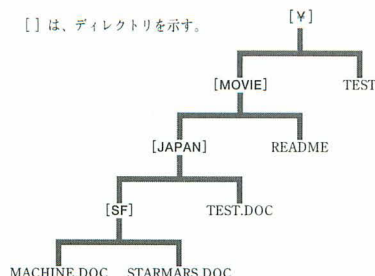 [ ]は、ディレクトリを示す。
[¥]
[MOVIE]
TEST
[JAPAN]
README
[SF]
TEST.DOC
MACHINE.DOC
STARMARS.DOC